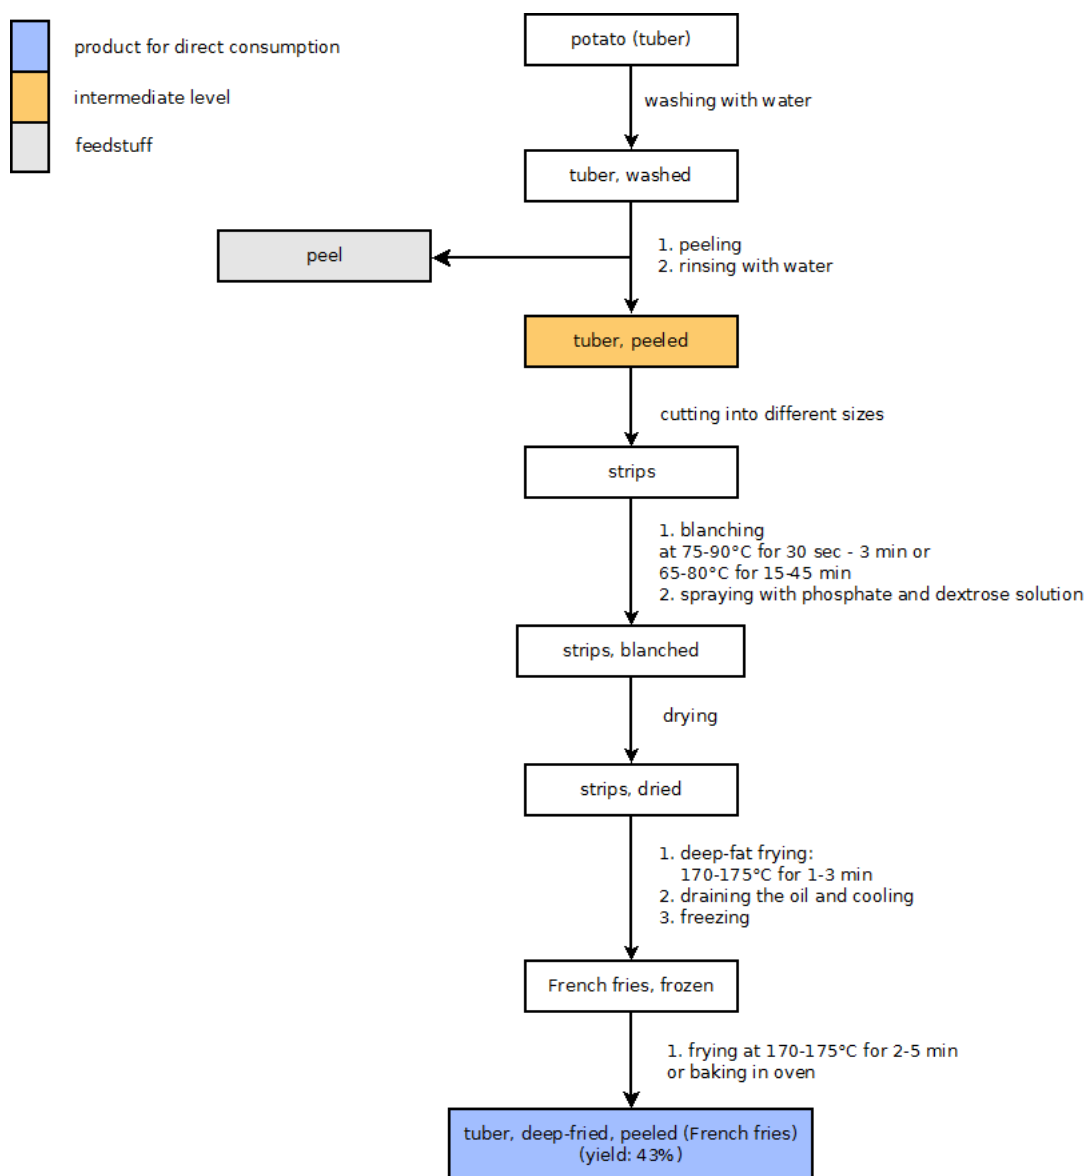 product for direct consumption
intermediate level
feedstuff
potato (tuber)
washing with water
tuber, washed
1. peeling
2. rinsing with water
peel
tuber, peeled
cutting into different sizes
strips
1. blanching
at 75-90°C for 30 sec - 3 min or
65-80°C for 15-45 min
2. spraying with phosphate and dextrose solution
strips, blanched
drying
strips, dried
1. deep-fat frying:
170-175°C for 1-3 min
2. draining the oil and cooling
3. freezing
French fries, frozen
1. frying at 170-175°C for 2-5 min
or baking in oven
tuber, deep-fried, peeled (French fries)
(yield: 43%)